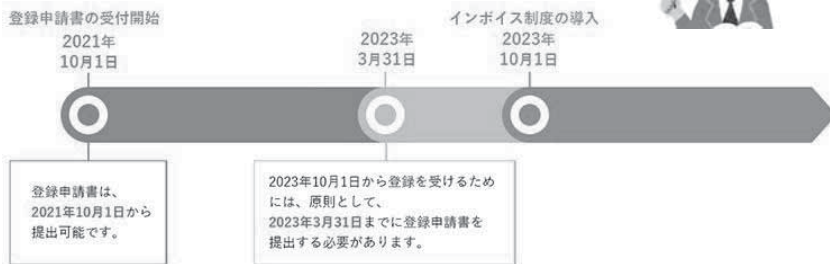 登録申請書の受付開始
2021年
10月1日
2023年
3月31日
インボイス制度の導入
2023年
10月1日
登録申請書は、
2021年10月1日から
提出可能です。
2023年10月1日から登録を受けるため
には、原則として、
2023年3月31日までに登録申請書を
提出する必要があります。